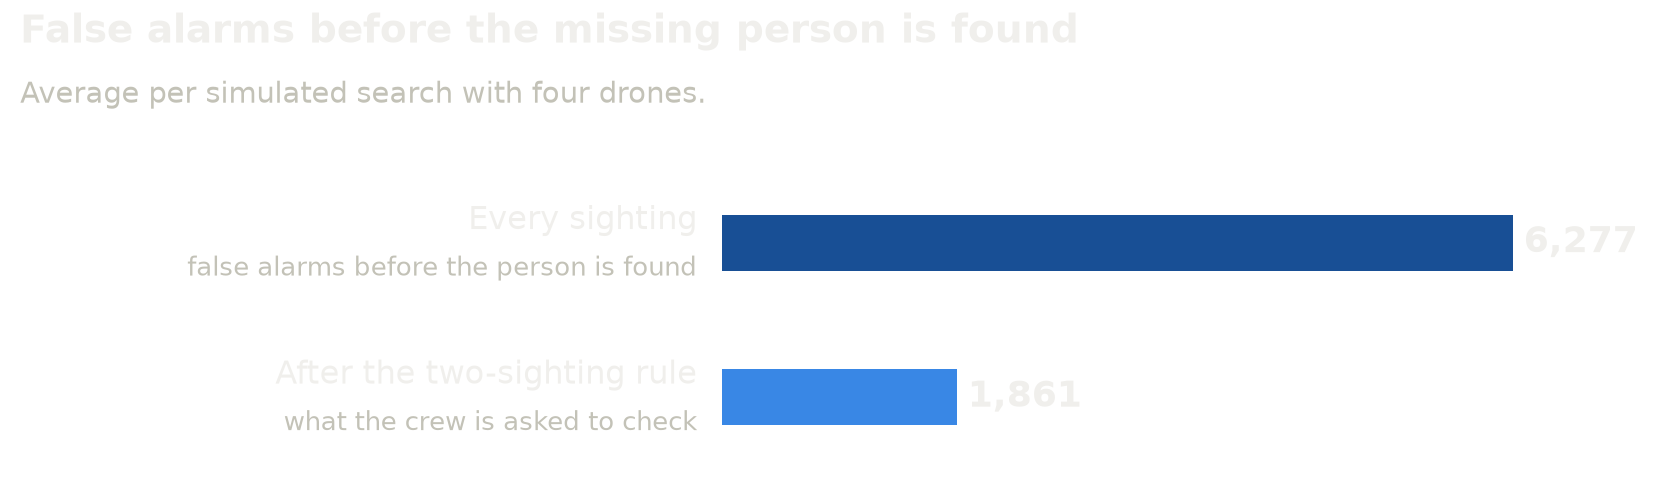 False alarms before the missing person is found
Average per simulated search with four drones.
Every sighting
false alarms before the person is found
6,277
After the two-sighting rule
what the crew is asked to check
1,861